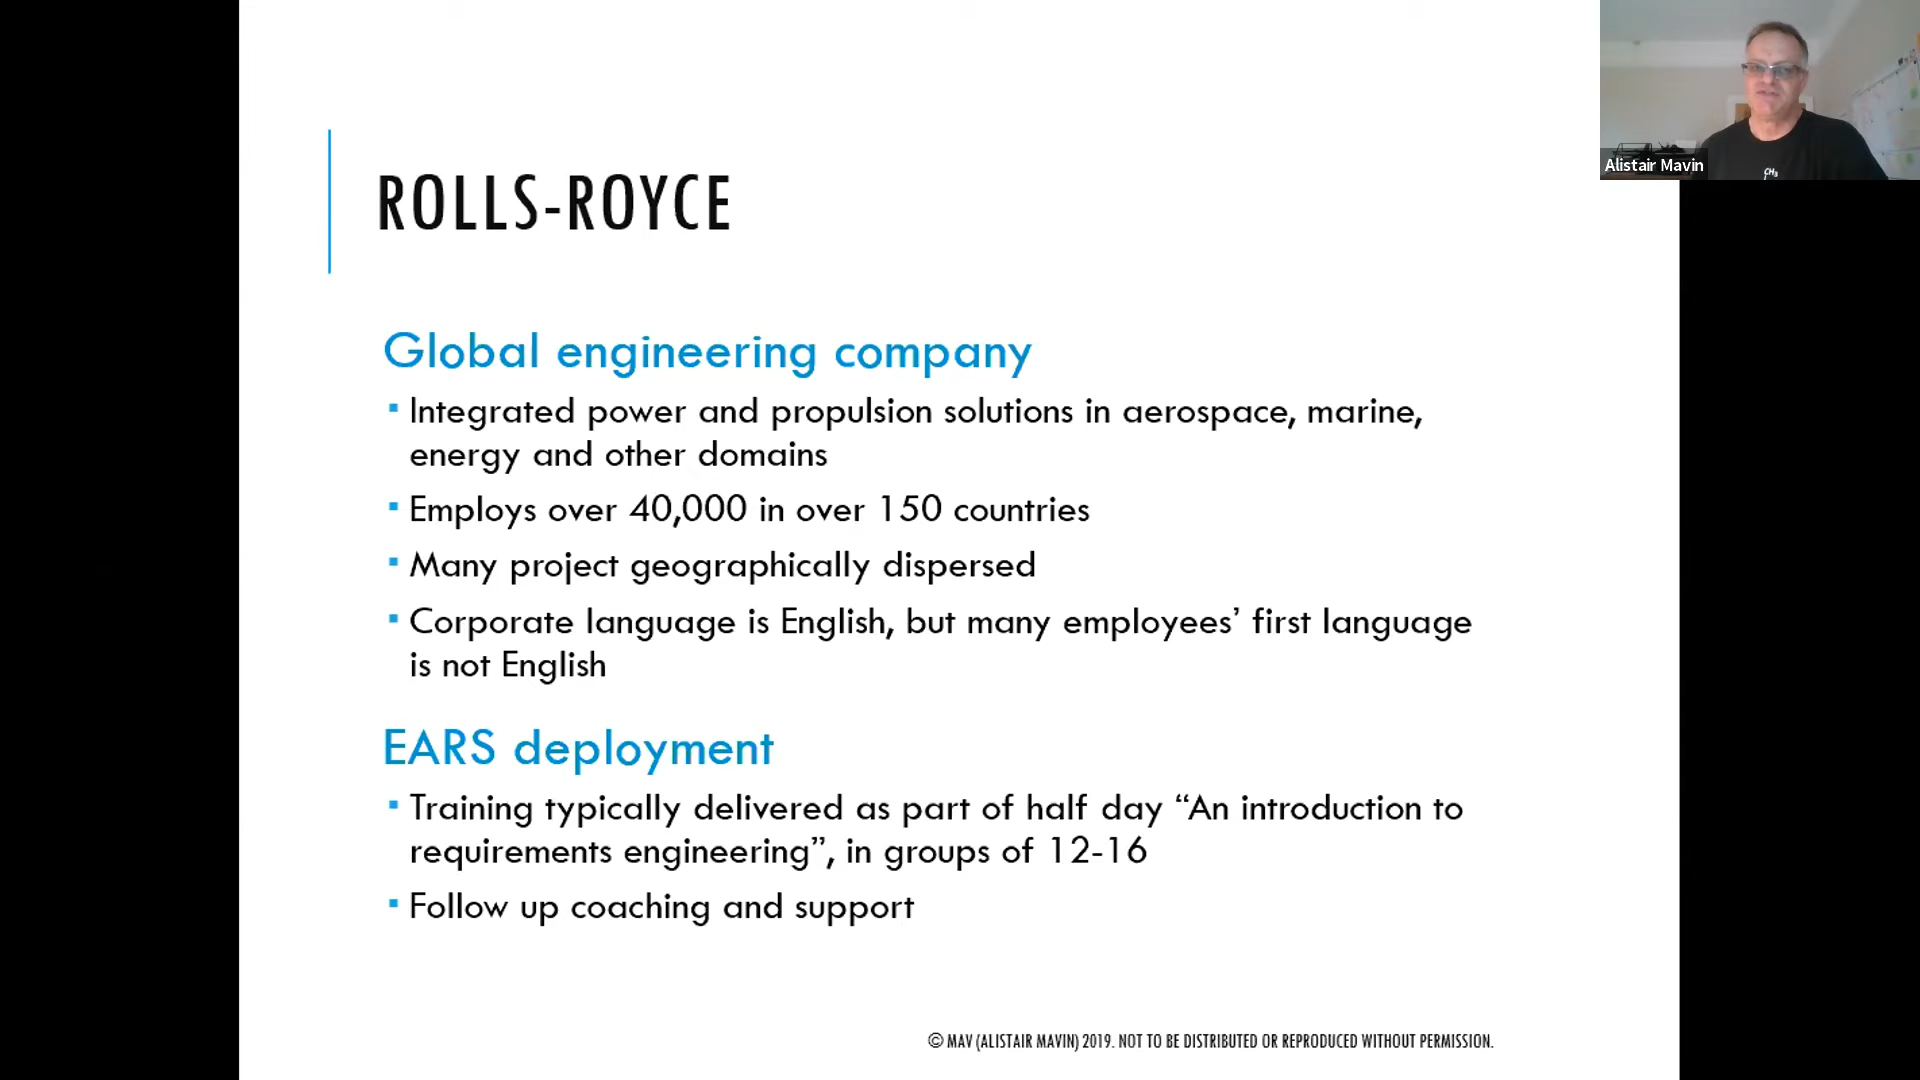 ROLLS-ROYCE
Global engineering company
▪ Integrated power and propulsion solutions in aerospace, marine,
energy and other domains
▪ Employs over 40,000 in over 150 countries
▪ Many project geographically dispersed
▪ Corporate language is English, but many employees’ first language
is not English
EARS deployment
▪ Training typically delivered as part of half day “An introduction to
requirements engineering”, in groups of 12-16
▪ Follow up coaching and support
© MAV (ALISTAIR MAVIN) 2019. NOT TO BE DISTRIBUTED OR REPRODUCED WITHOUT PERMISSION.
Alistair Mavin
CH₃